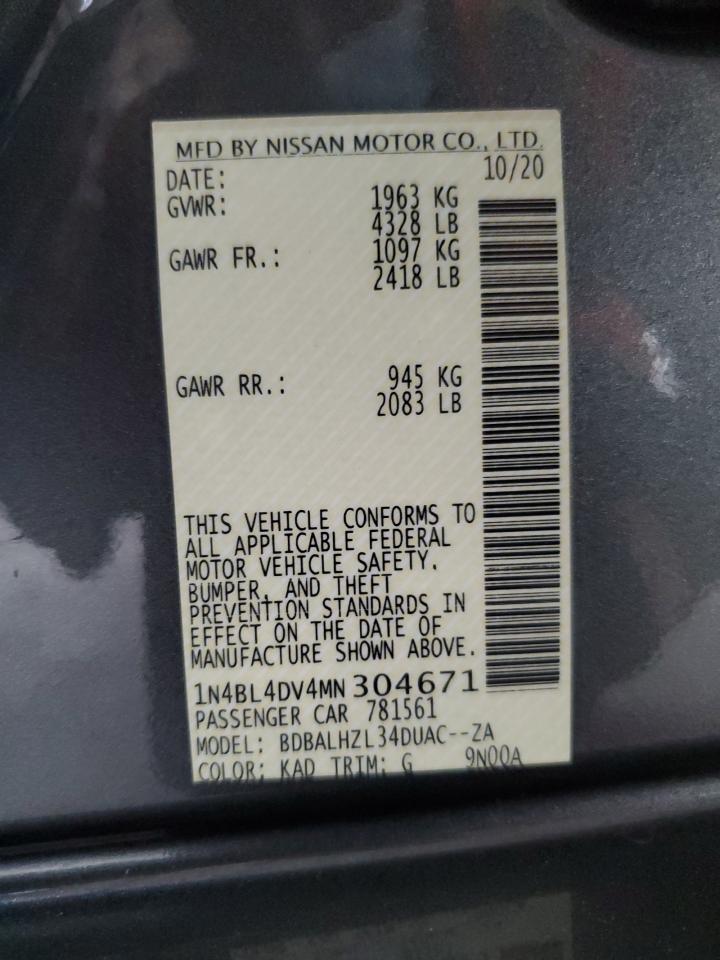 MFD BY NISSAN MOTOR CO., LTD.
DATE: 10/20
GVWR: 1963 KG
4328 LB
GAWR FR.: 1097 KG
2418 LB
GAWR RR.: 945 KG
2083 LB
THIS VEHICLE CONFORMS TO
ALL APPLICABLE FEDERAL
MOTOR VEHICLE SAFETY,
BUMPER, AND THEFT
PREVENTION STANDARDS IN
EFFECT ON THE DATE OF
MANUFACTURE SHOWN ABOVE.
1N4BL4DV4MN304671
PASSENGER CAR 781561
MODEL: BDBALHZL34DUAC--ZA
COLOR: KAD TRIM: G 9N00A